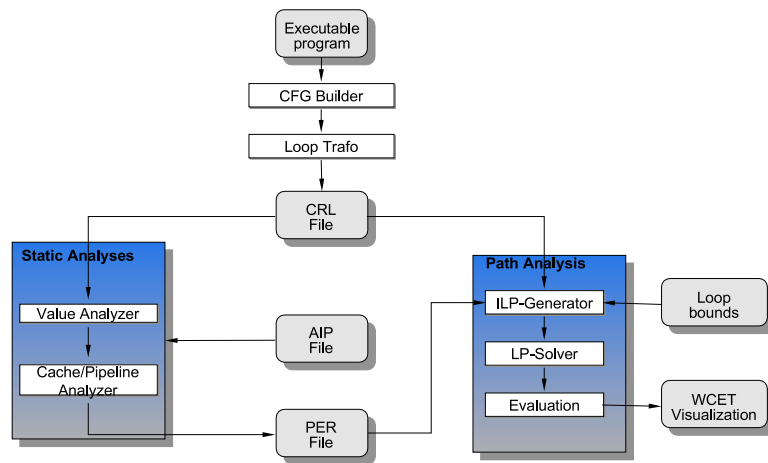 Executable
program
CFG Builder
Loop Trafo
CRL
File
Static Analyses
Value Analyzer
Cache/Pipeline
Analyzer
AIP
File
PER
File
Path Analysis
ILP-Generator
LP-Solver
Evaluation
Loop
bounds
WCET
Visualization